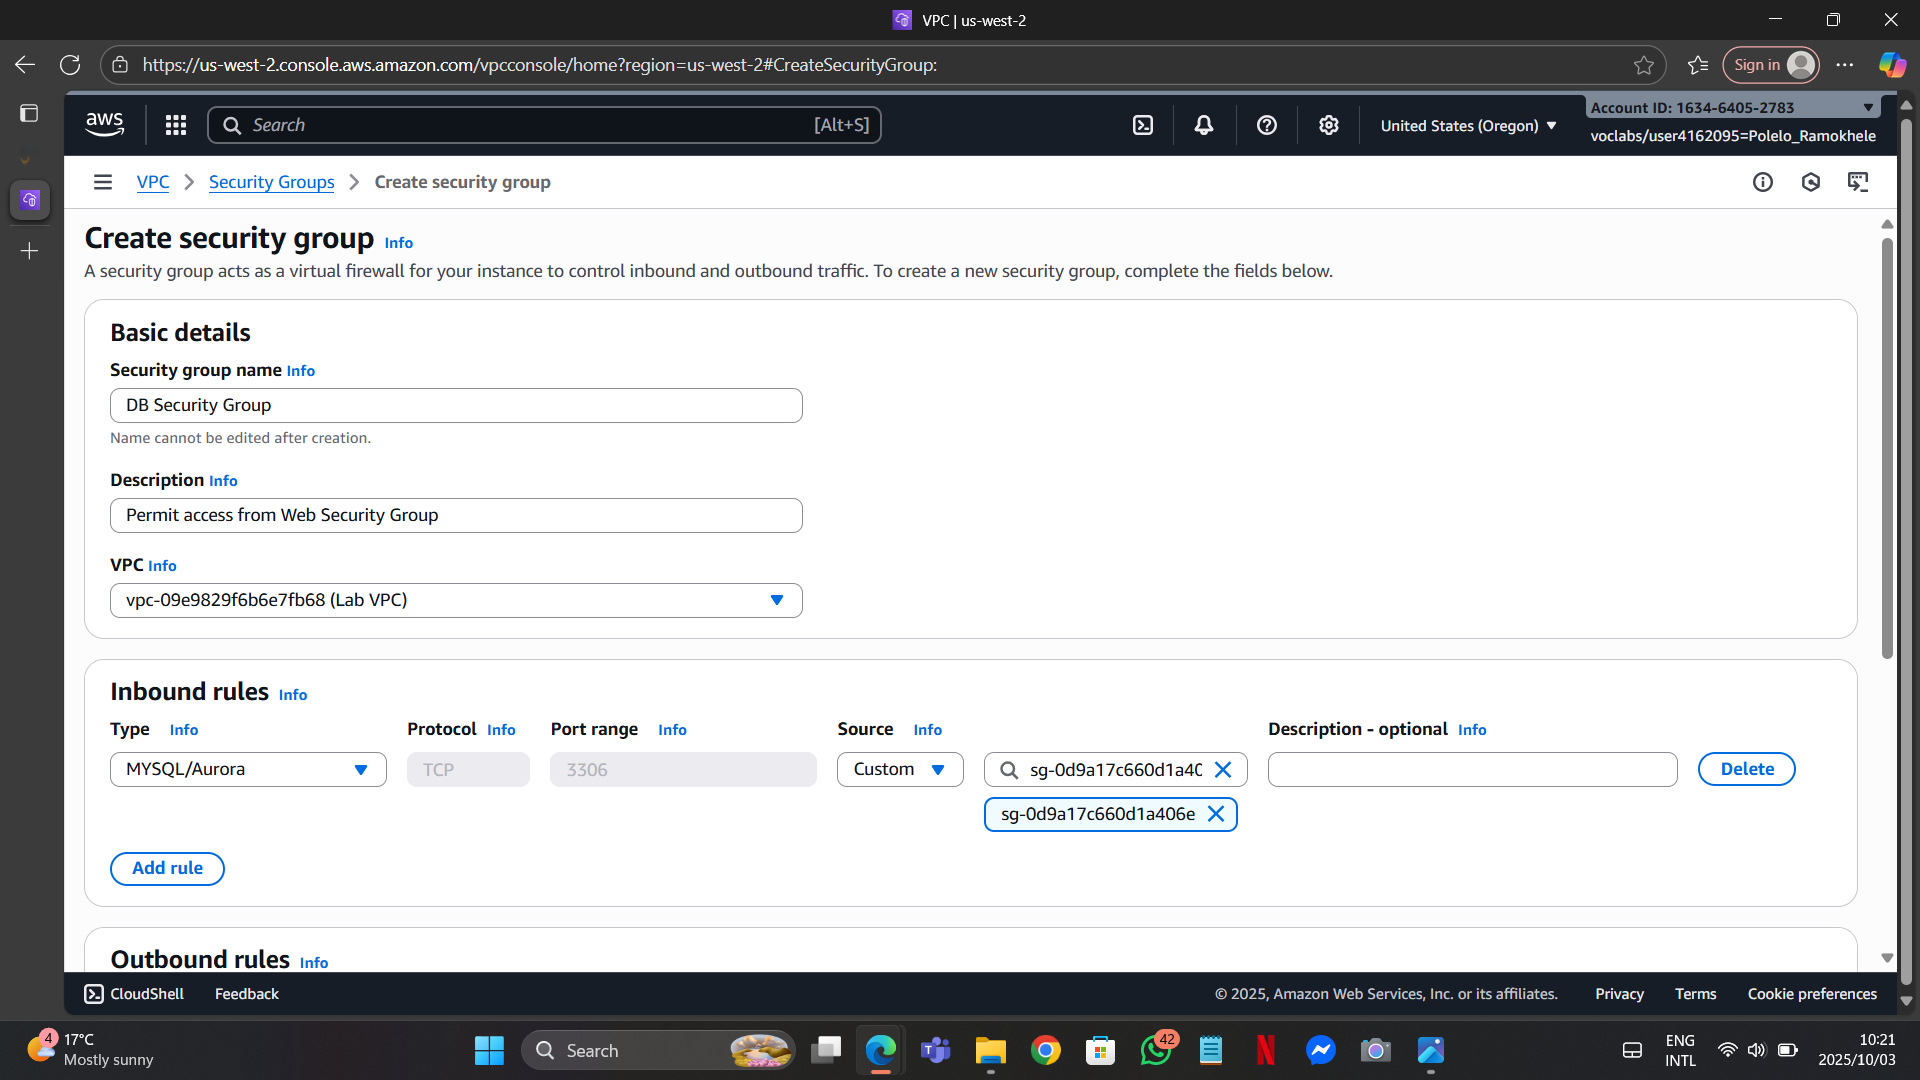 VPC | us-west-2
https://us-west-2.console.aws.amazon.com/vpcconsole/home?region=us-west-2#CreateSecurityGroup:
Sign in
aws
Search
[Alt+S]
United States (Oregon)
Account ID: 1634-6405-2783
voclabs/user4162095=Polelo_Ramokhele
VPC
Security Groups
Create security group
Create security group Info
A security group acts as a virtual firewall for your instance to control inbound and outbound traffic. To create a new security group, complete the fields below.
Basic details
Security group name Info
DB Security Group
Name cannot be edited after creation.
Description Info
Permit access from Web Security Group
VPC Info
vpc-09e9829f6b6e7fb68 (Lab VPC)
Inbound rules Info
Type Info Protocol Info Port range Info Source Info Description - optional Info
MYSQL/Aurora TCP 3306 Custom sg-0d9a17c660d1a40 Delete
sg-0d9a17c660d1a406e
Add rule
Outbound rules Info
CloudShell Feedback © 2025, Amazon Web Services, Inc. or its affiliates. Privacy Terms Cookie preferences
4
17°C
Mostly sunny
Search
42
ENG
INTL
10:21
2025/10/03